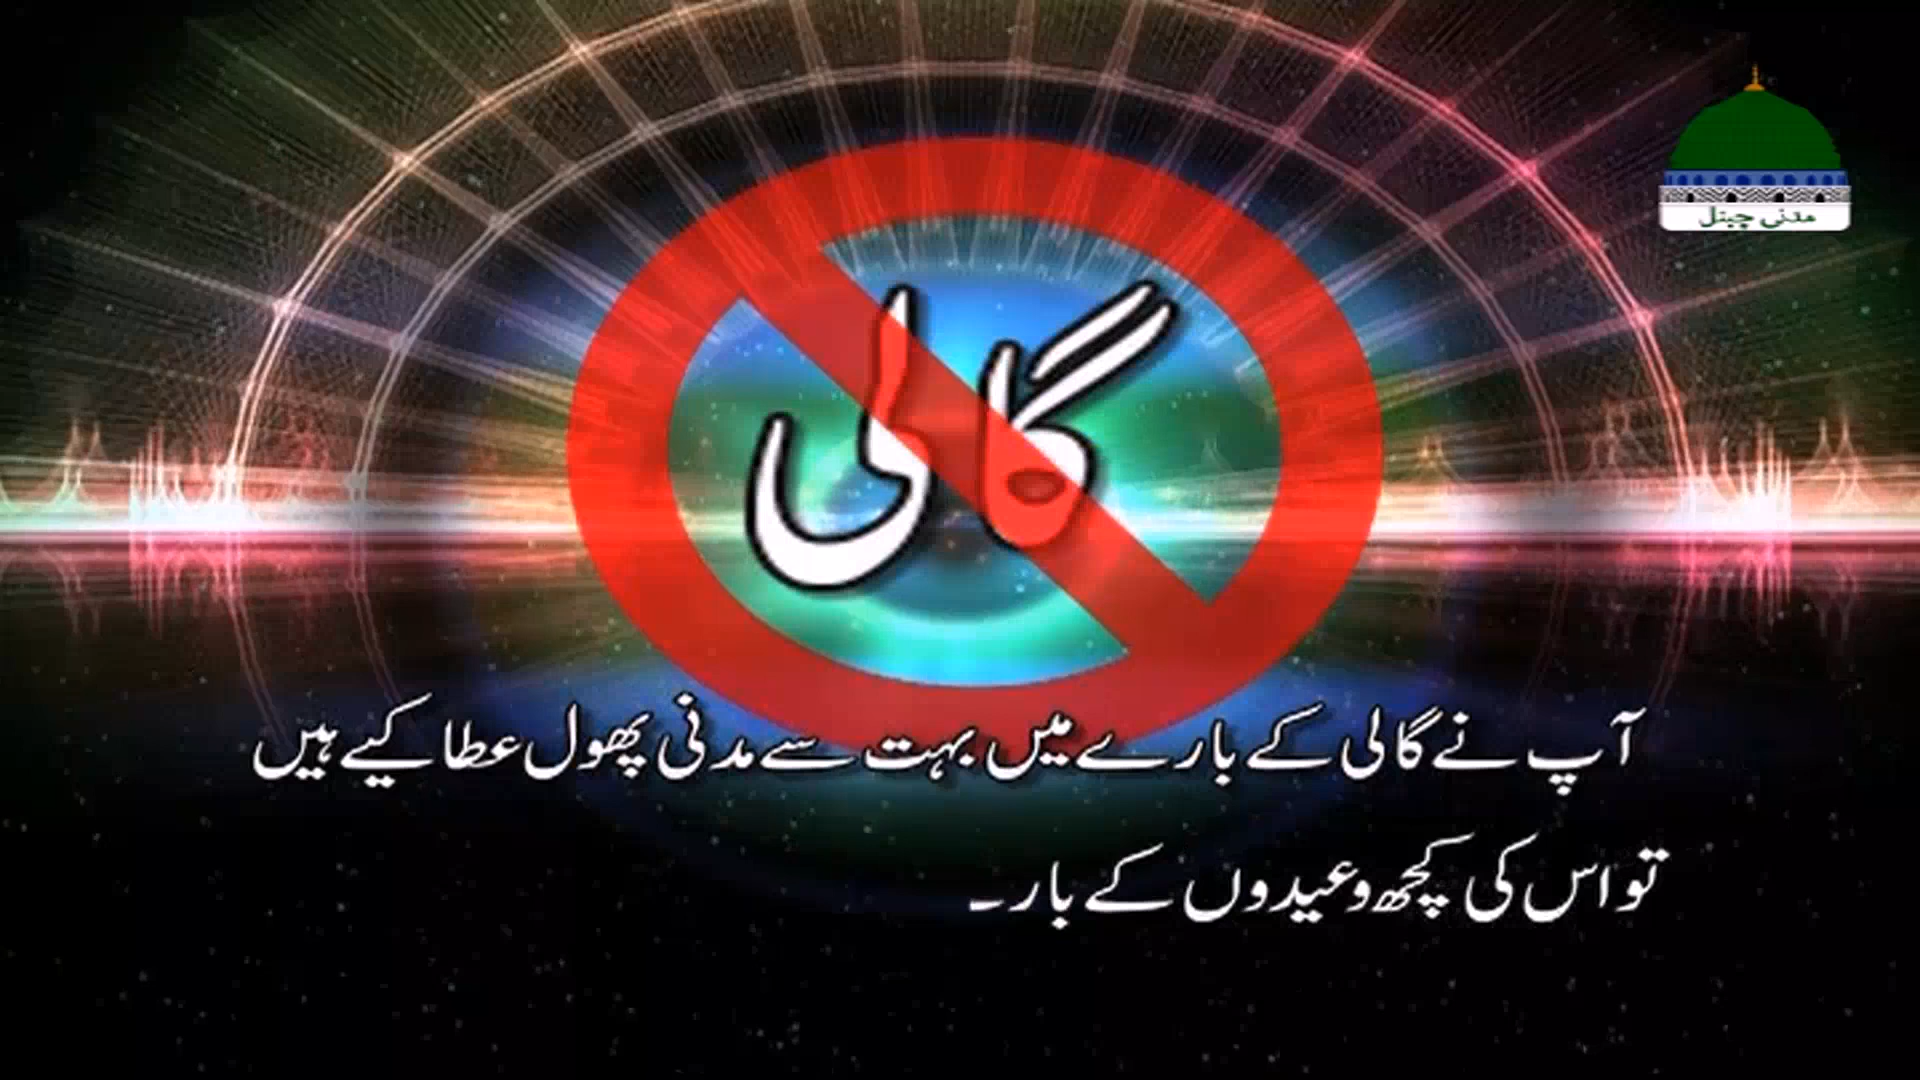 مدنی چینل
گالی
آپ نے گالی کے بارے میں بہت سے مدنی پھول عطا کیے ہیں
تو اس کی کچھ وعیدوں کے بار۔